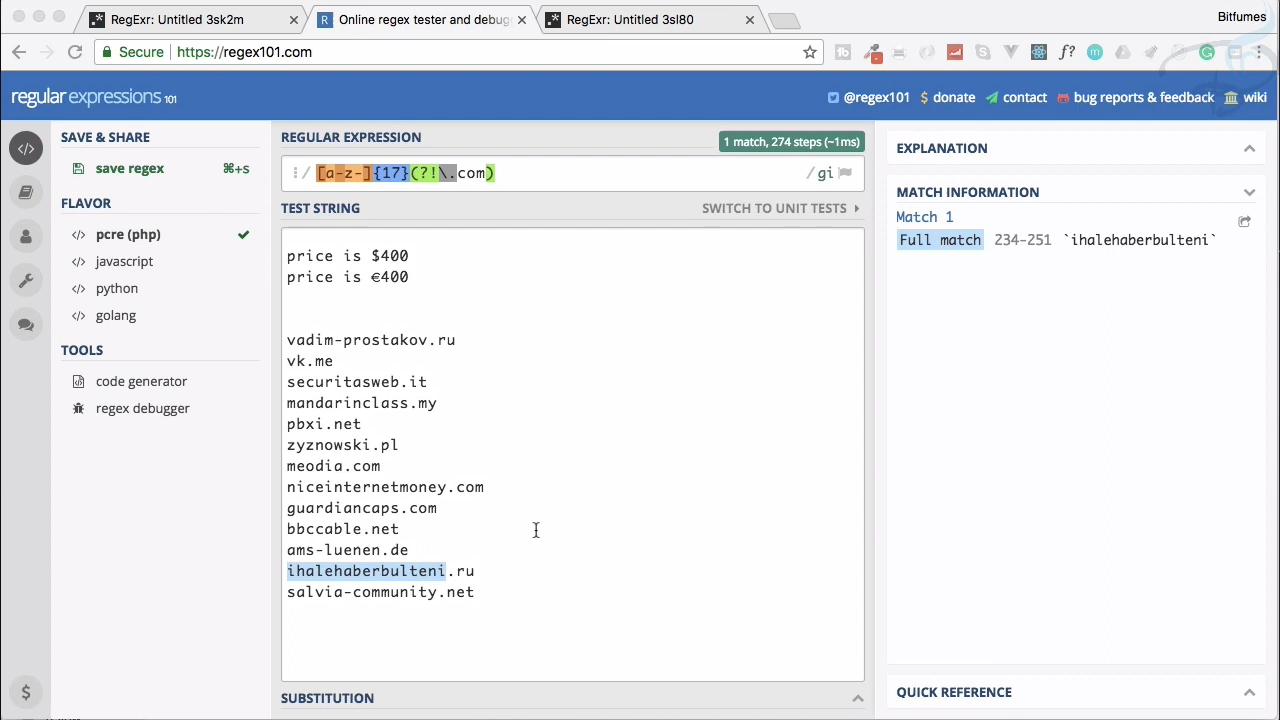 RegExr: Untitled 3sk2m
Online regex tester and debug
RegExr: Untitled 3sl80
Bitfumes
Secure https://regex101.com
f?
regular expressions 101
@regex101
$ donate
contact
bug reports & feedback
wiki
SAVE & SHARE
save regex ⌘+S
FLAVOR
</> pcre (php)
</> javascript
</> python
</> golang
TOOLS
code generator
regex debugger
$
REGULAR EXPRESSION
1 match, 274 steps (~1ms)
/ [a-z-]{17}(?!\.com) / gi
TEST STRING
SWITCH TO UNIT TESTS
price is $400
price is €400
vadim-prostakov.ru
vk.me
securitasweb.it
mandarinclass.my
pbxi.net
zyznowski.pl
meodia.com
niceinternetmoney.com
guardiancaps.com
bbccable.net
ams-luenen.de
ihalehaberbulteni.ru
salvia-community.net
SUBSTITUTION
EXPLANATION
MATCH INFORMATION
Match 1
Full match 234-251 `ihalehaberbulteni`
QUICK REFERENCE